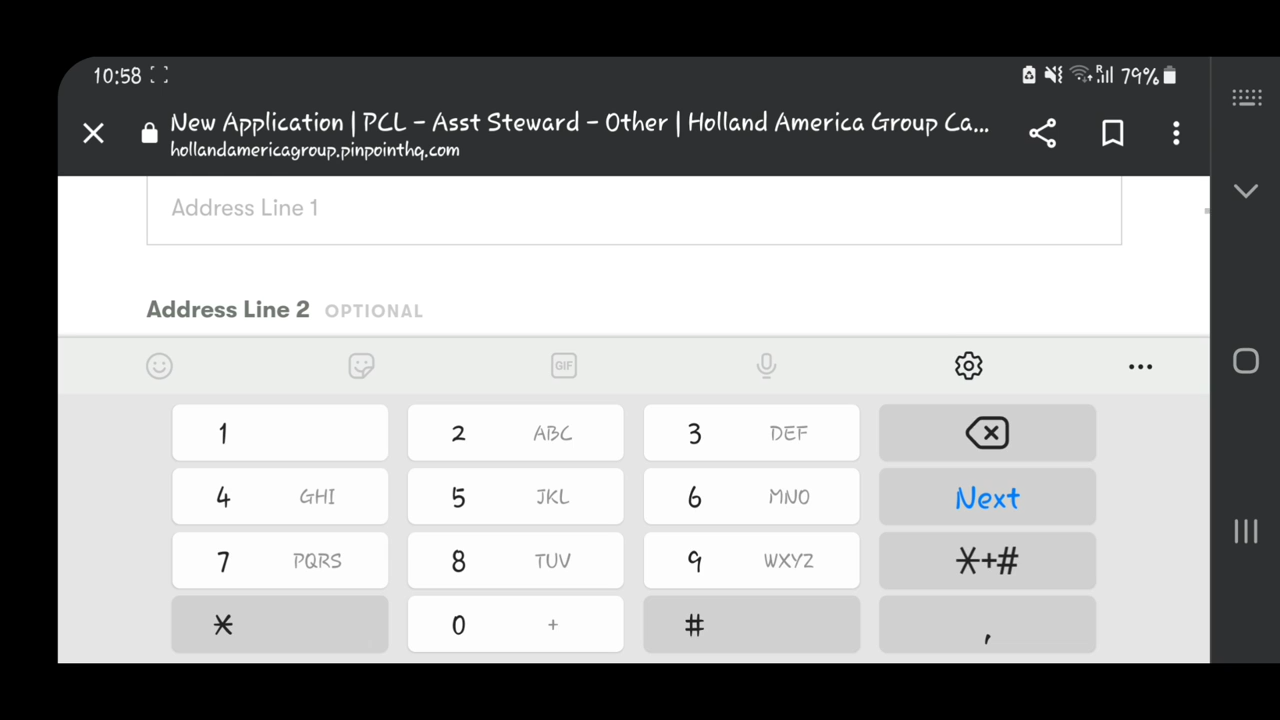 10:58 R 79%
New Application | PCL - Asst Steward - Other | Holland America Group Ca...
hollandamericagroup.pinpointhq.com
Address Line 1
Address Line 2 OPTIONAL
GIF
1 2 ABC 3 DEF
4 GHI 5 JKL 6 MNO Next
7 PQRS 8 TUV 9 WXYZ *+#
* 0 + # ,